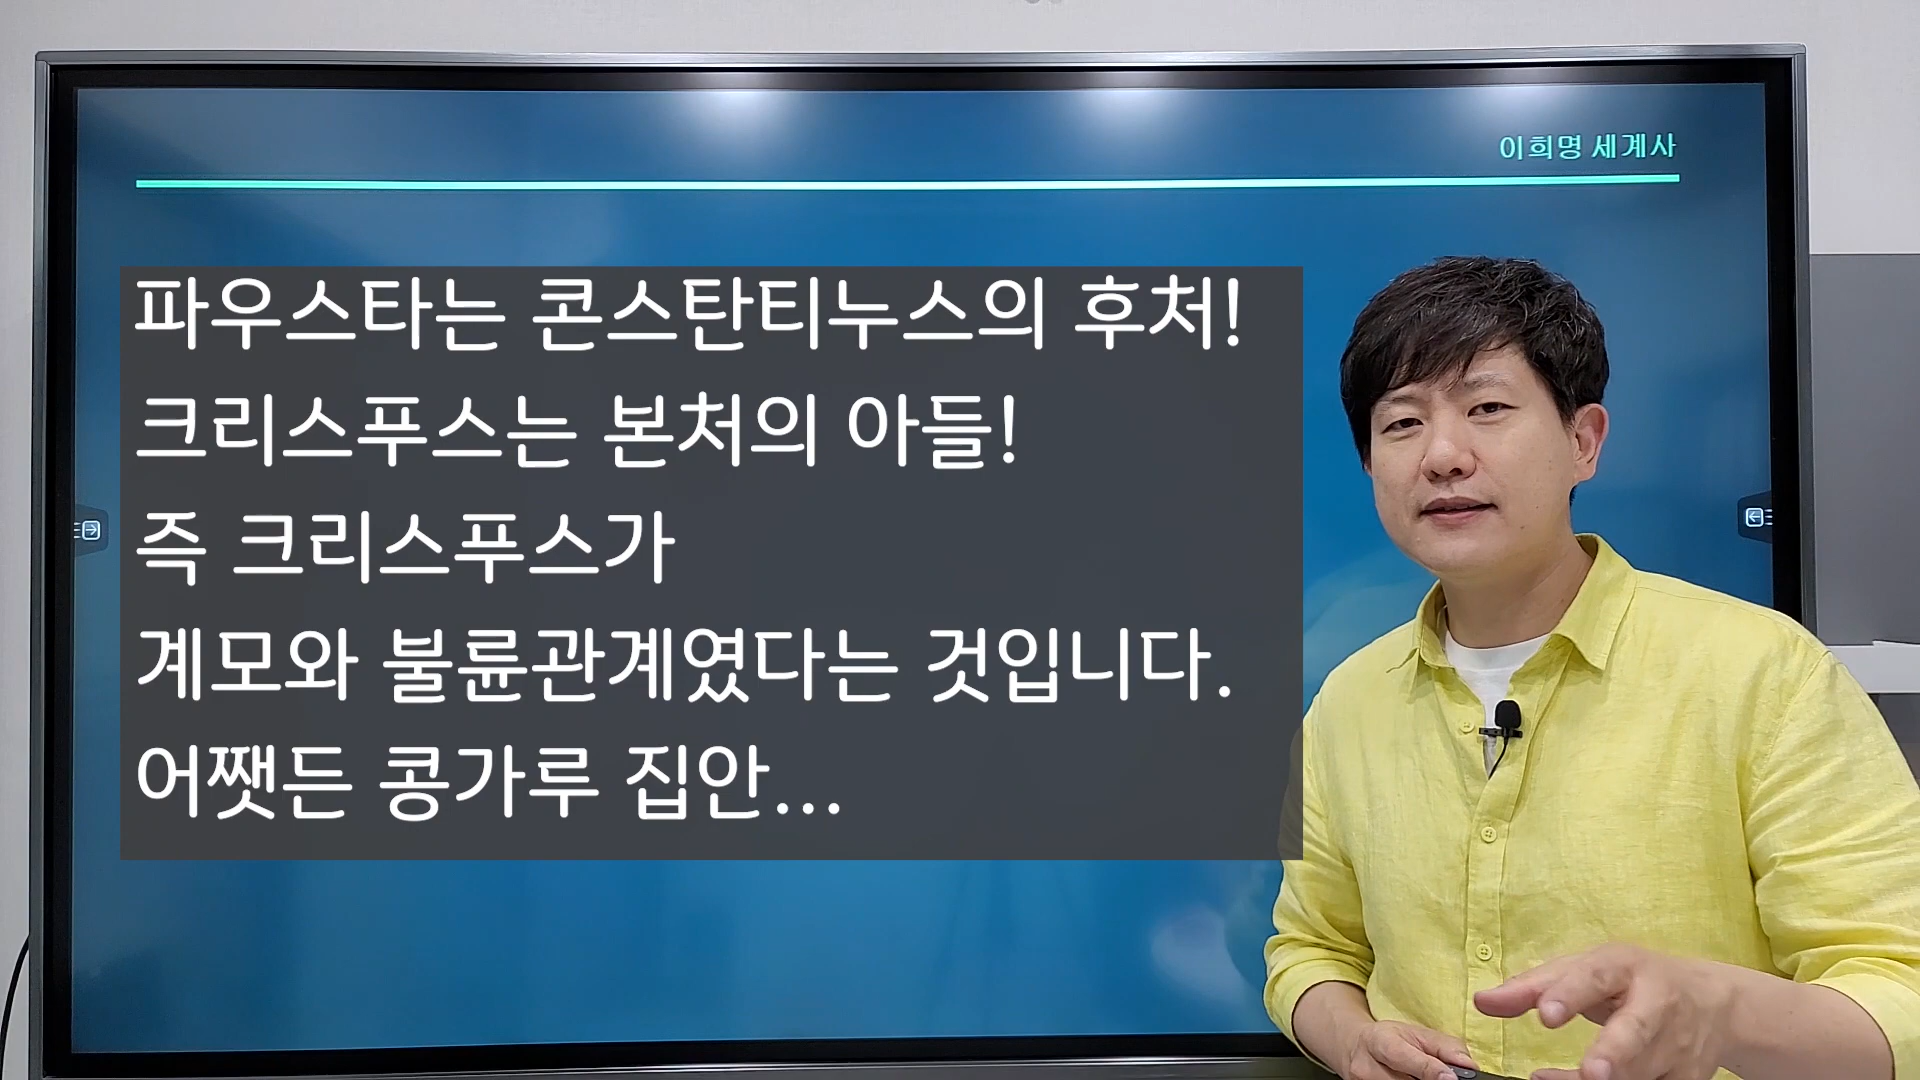 이희명 세계사
파우스타는 콘스탄티누스의 후처!
크리스푸스는 본처의 아들!
즉 크리스푸스가
계모와 불륜관계였다는 것입니다.
어쨋든 콩가루 집안...